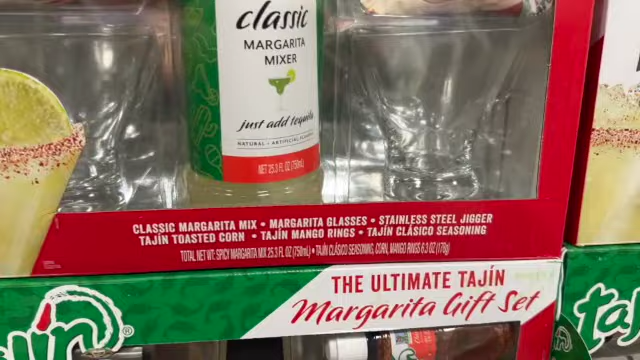 classic
MARGARITA
MIXER
just add tequila
NATURAL + ARTIFICIAL FLAVORS
NET 25.3 FL OZ (750mL)
CLASSIC MARGARITA MIX • MARGARITA GLASSES • STAINLESS STEEL JIGGER
TAJÍN TOASTED CORN • TAJÍN MANGO RINGS • TAJÍN CLÁSICO SEASONING
TOTAL NET WT: SPICY MARGARITA MIX 25.3 FL OZ (750mL) • TAJÍN CLÁSICO SEASONING, CORN, MANGO RINGS 6.3 OZ (178g)
THE ULTIMATE TAJÍN
Margarita Gift Set